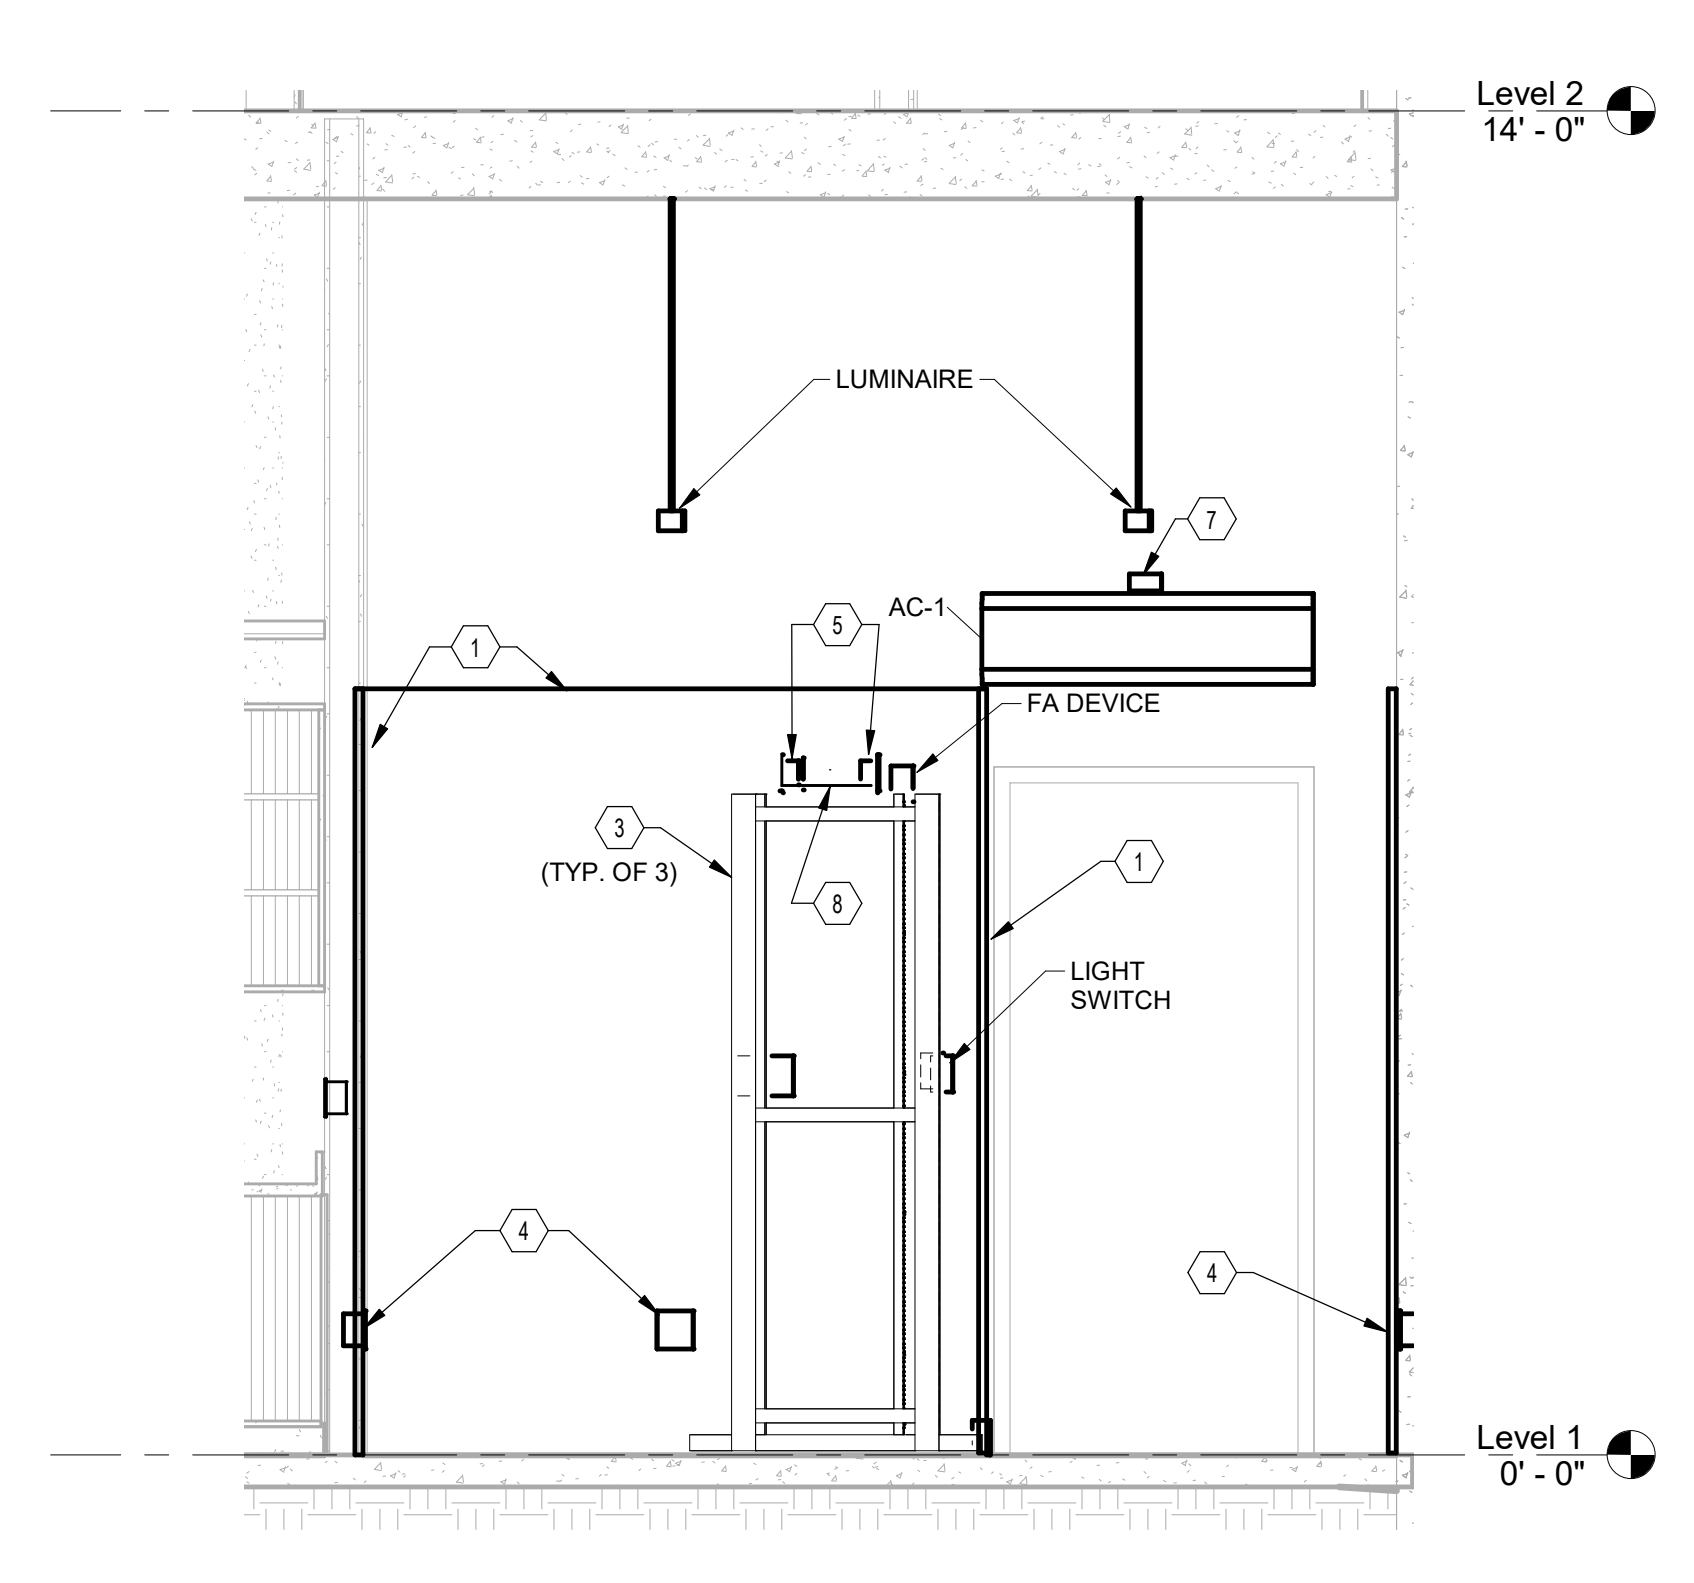 Level 2
14' - 0"
LUMINAIRE
7
AC-1
5
1
FA DEVICE
3
(TYP. OF 3)
1
8
LIGHT
SWITCH
4
4
Level 1
0' - 0"